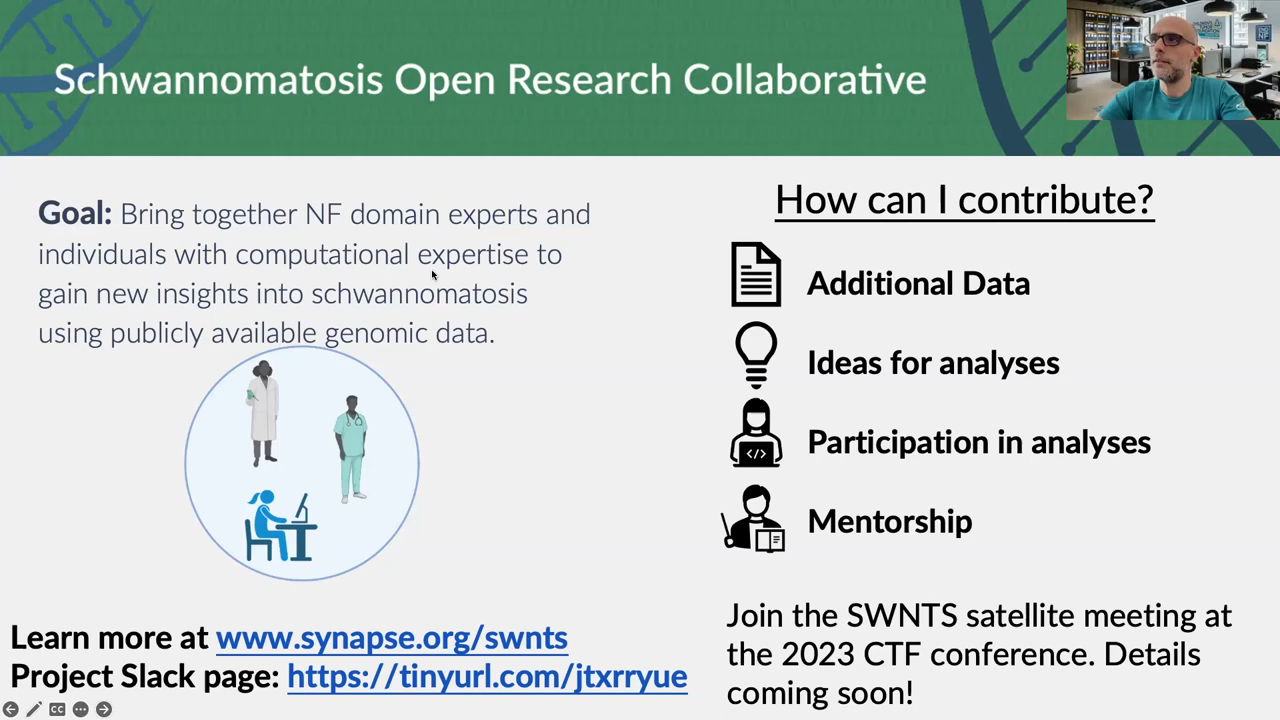 Schwannomatosis Open Research Collaborative
Goal: Bring together NF domain experts and
individuals with computational expertise to
gain new insights into schwannomatosis
using publicly available genomic data.
How can I contribute?
Additional Data
Ideas for analyses
</>
Participation in analyses
Mentorship
Learn more at www.synapse.org/swnts
Project Slack page: https://tinyurl.com/jtxrryue
Join the SWNTS satellite meeting at
the 2023 CTF conference. Details
coming soon!
CC
NF